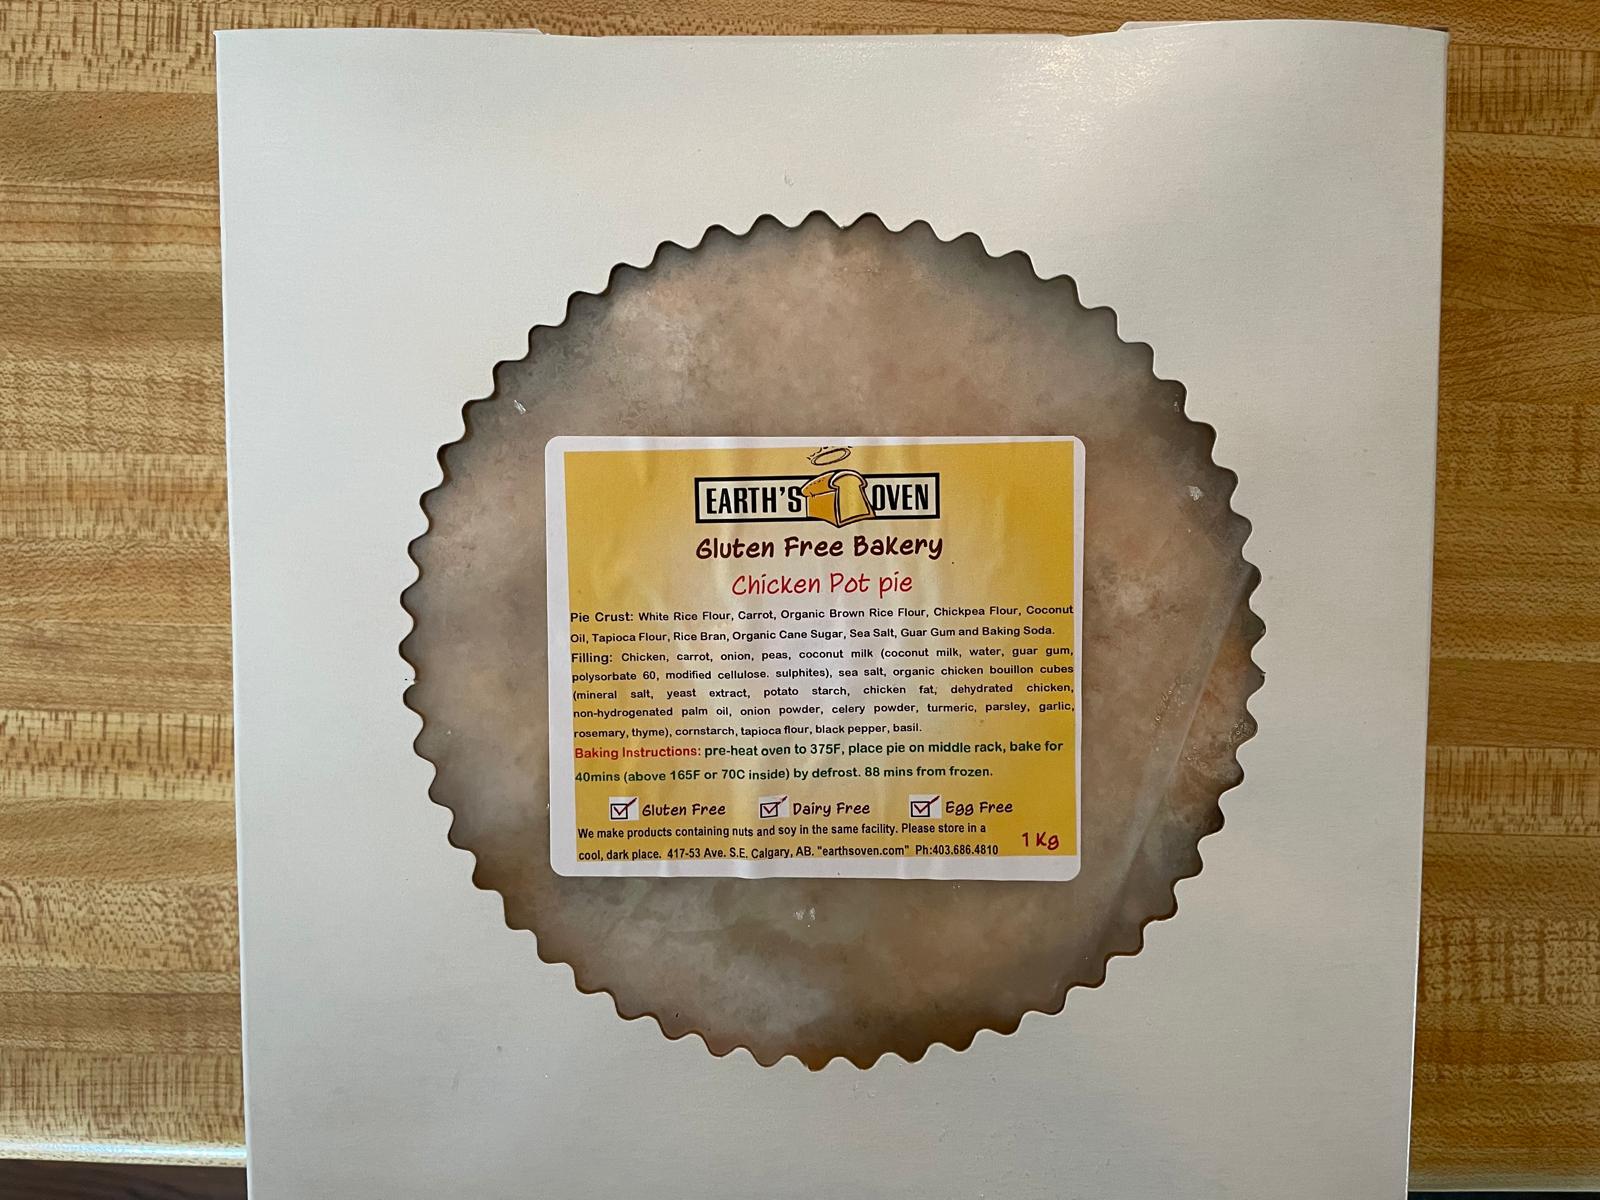 EARTH'S OVEN
Gluten Free Bakery
Chicken Pot pie
Pie Crust: White Rice Flour, Carrot, Organic Brown Rice Flour, Chickpea Flour, Coconut
Oil, Tapioca Flour, Rice Bran, Organic Cane Sugar, Sea Salt, Guar Gum and Baking Soda.
Filling: Chicken, carrot, onion, peas, coconut milk (coconut milk, water, guar gum,
polysorbate 60, modified cellulose. sulphites), sea salt, organic chicken bouillon cubes
(mineral salt, yeast extract, potato starch, chicken fat, dehydrated chicken,
non-hydrogenated palm oil, onion powder, celery powder, turmeric, parsley, garlic,
rosemary, thyme), cornstarch, tapioca flour, black pepper, basil.
Baking Instructions: pre-heat oven to 375F, place pie on middle rack, bake for
40mins (above 165F or 70C inside) by defrost. 88 mins from frozen.
Gluten Free Dairy Free Egg Free
We make products containing nuts and soy in the same facility. Please store in a
cool, dark place. 417-53 Ave. S.E. Calgary, AB. "earthsoven.com" Ph:403.686.4810
1 Kg